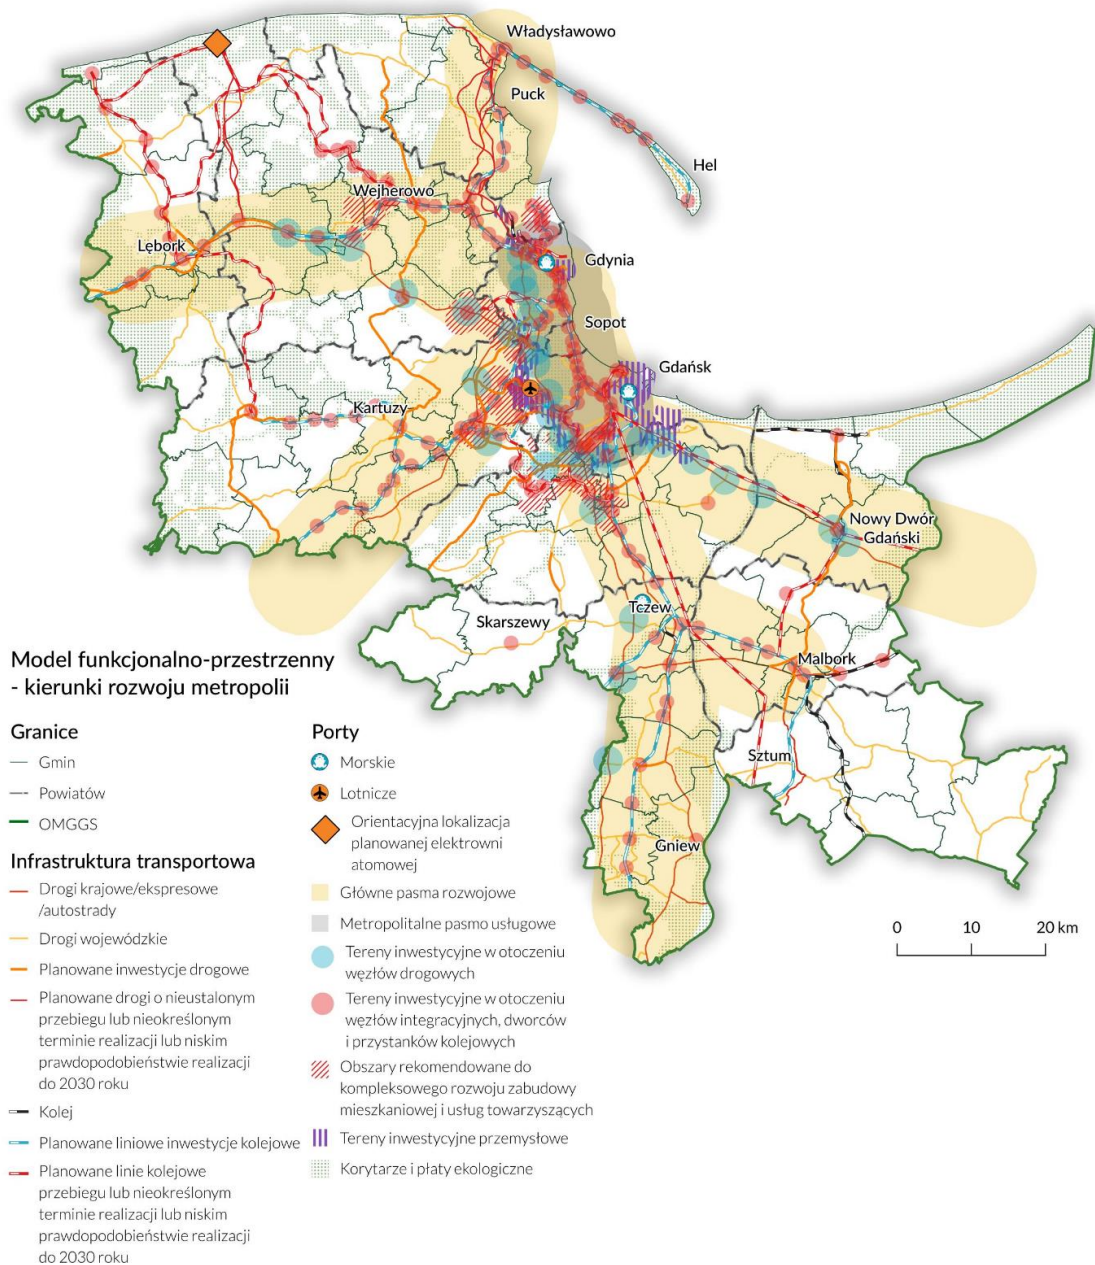 Władysławowo
Puck
Hel
Wejherowo
Lębork
Gdynia
Sopot
Gdańsk
Kartuzy
Nowy Dwór
Gdański
Tczew
Skarszewy
Malbork
Sztum
Gniew
Model funkcjonalno-przestrzenny
- kierunki rozwoju metropolii
Granice
Gmin
Powiatów
OMGGS
Infrastruktura transportowa
Drogi krajowe/ekspresowe
/autostrady
Drogi wojewódzkie
Planowane inwestycje drogowe
Planowane drogi o nieustalonym
przebiegu lub nieokreślonym
terminie realizacji lub niskim
prawdopodobieństwie realizacji
do 2030 roku
Kolej
Planowane liniowe inwestycje kolejowe
Planowane linie kolejowe
przebiegu lub nieokreślonym
terminie realizacji lub niskim
prawdopodobieństwie realizacji
do 2030 roku
Porty
Morskie
Lotnicze
Orientacyjna lokalizacja
planowanej elektrowni
atomowej
Główne pasma rozwojowe
Metropolitalne pasmo usługowe
Tereny inwestycyjne w otoczeniu
węzłów drogowych
Tereny inwestycyjne w otoczeniu
węzłów integracyjnych, dworców
i przystanków kolejowych
Obszary rekomendowane do
kompleksowego rozwoju zabudowy
mieszkaniowej i usług towarzyszących
Tereny inwestycyjne przemysłowe
Korytarze i płaty ekologiczne
0 10 20 km